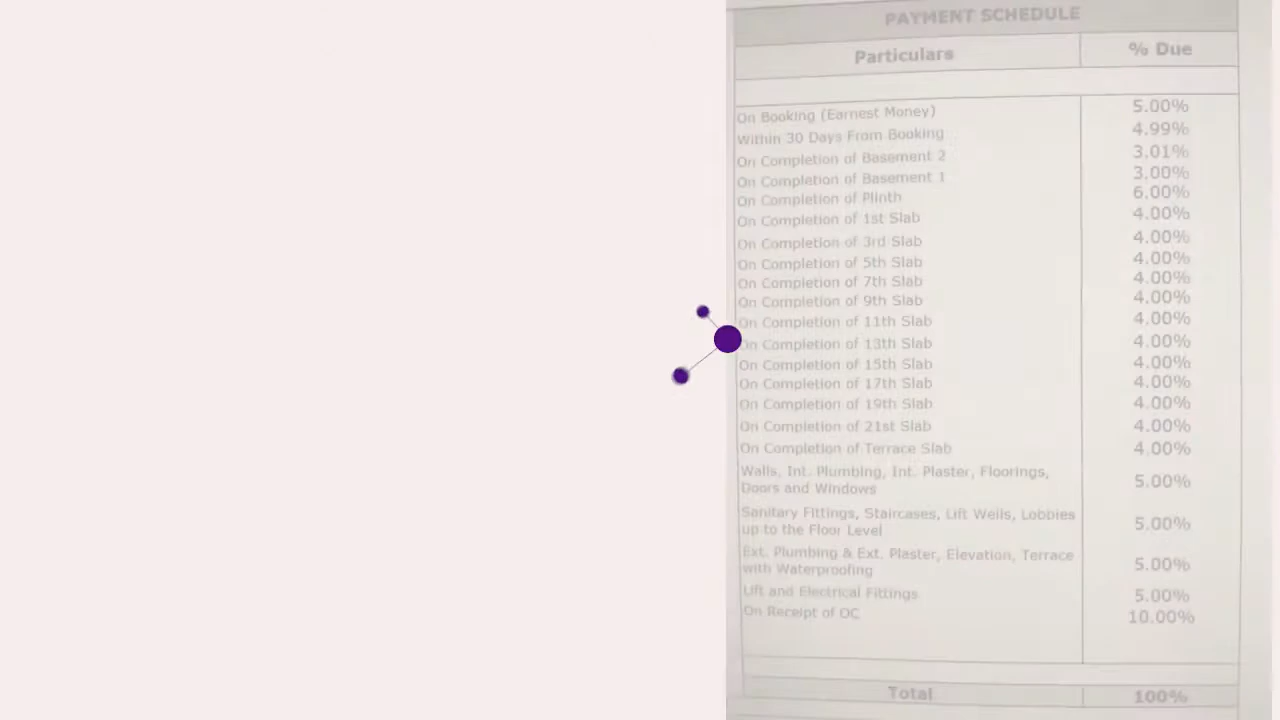 PAYMENT SCHEDULE
Particulars % Due
On Booking (Earnest Money) 5.00%
Within 30 Days From Booking 4.99%
On Completion of Basement 2 3.01%
On Completion of Basement 1 3.00%
On Completion of Plinth 6.00%
On Completion of 1st Slab 4.00%
On Completion of 3rd Slab 4.00%
On Completion of 5th Slab 4.00%
On Completion of 7th Slab 4.00%
On Completion of 9th Slab 4.00%
On Completion of 11th Slab 4.00%
On Completion of 13th Slab 4.00%
On Completion of 15th Slab 4.00%
On Completion of 17th Slab 4.00%
On Completion of 19th Slab 4.00%
On Completion of 21st Slab 4.00%
On Completion of Terrace Slab 4.00%
Walls, Int. Plumbing, Int. Plaster, Floorings,
Doors and Windows 5.00%
Sanitary Fittings, Staircases, Lift Wells, Lobbies
up to the Floor Level 5.00%
Ext. Plumbing & Ext. Plaster, Elevation, Terrace
with Waterproofing 5.00%
Lift and Electrical Fittings 5.00%
On Receipt of OC 10.00%
Total 100%